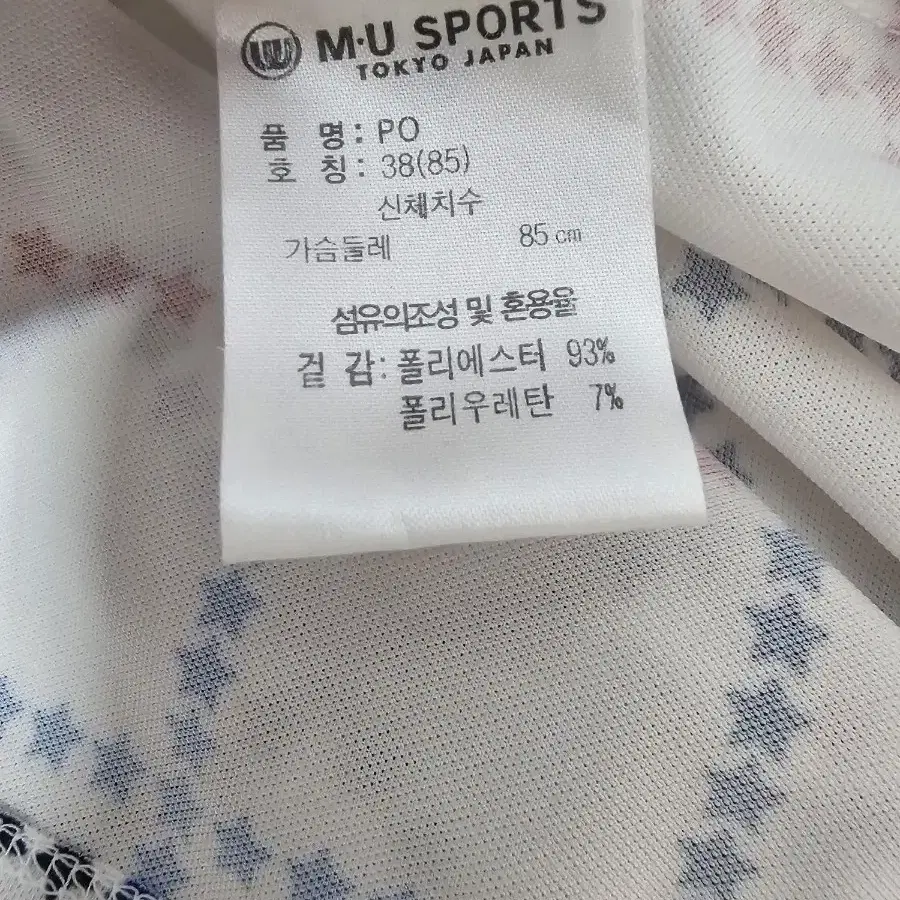 M·U SPORTS
TOKYO JAPAN
품 명: PO
호 칭: 38(85)
신체치수
가슴둘레 85 cm
섬유의조성 및 혼용율
겉 감: 폴리에스터 93%
폴리우레탄 7%